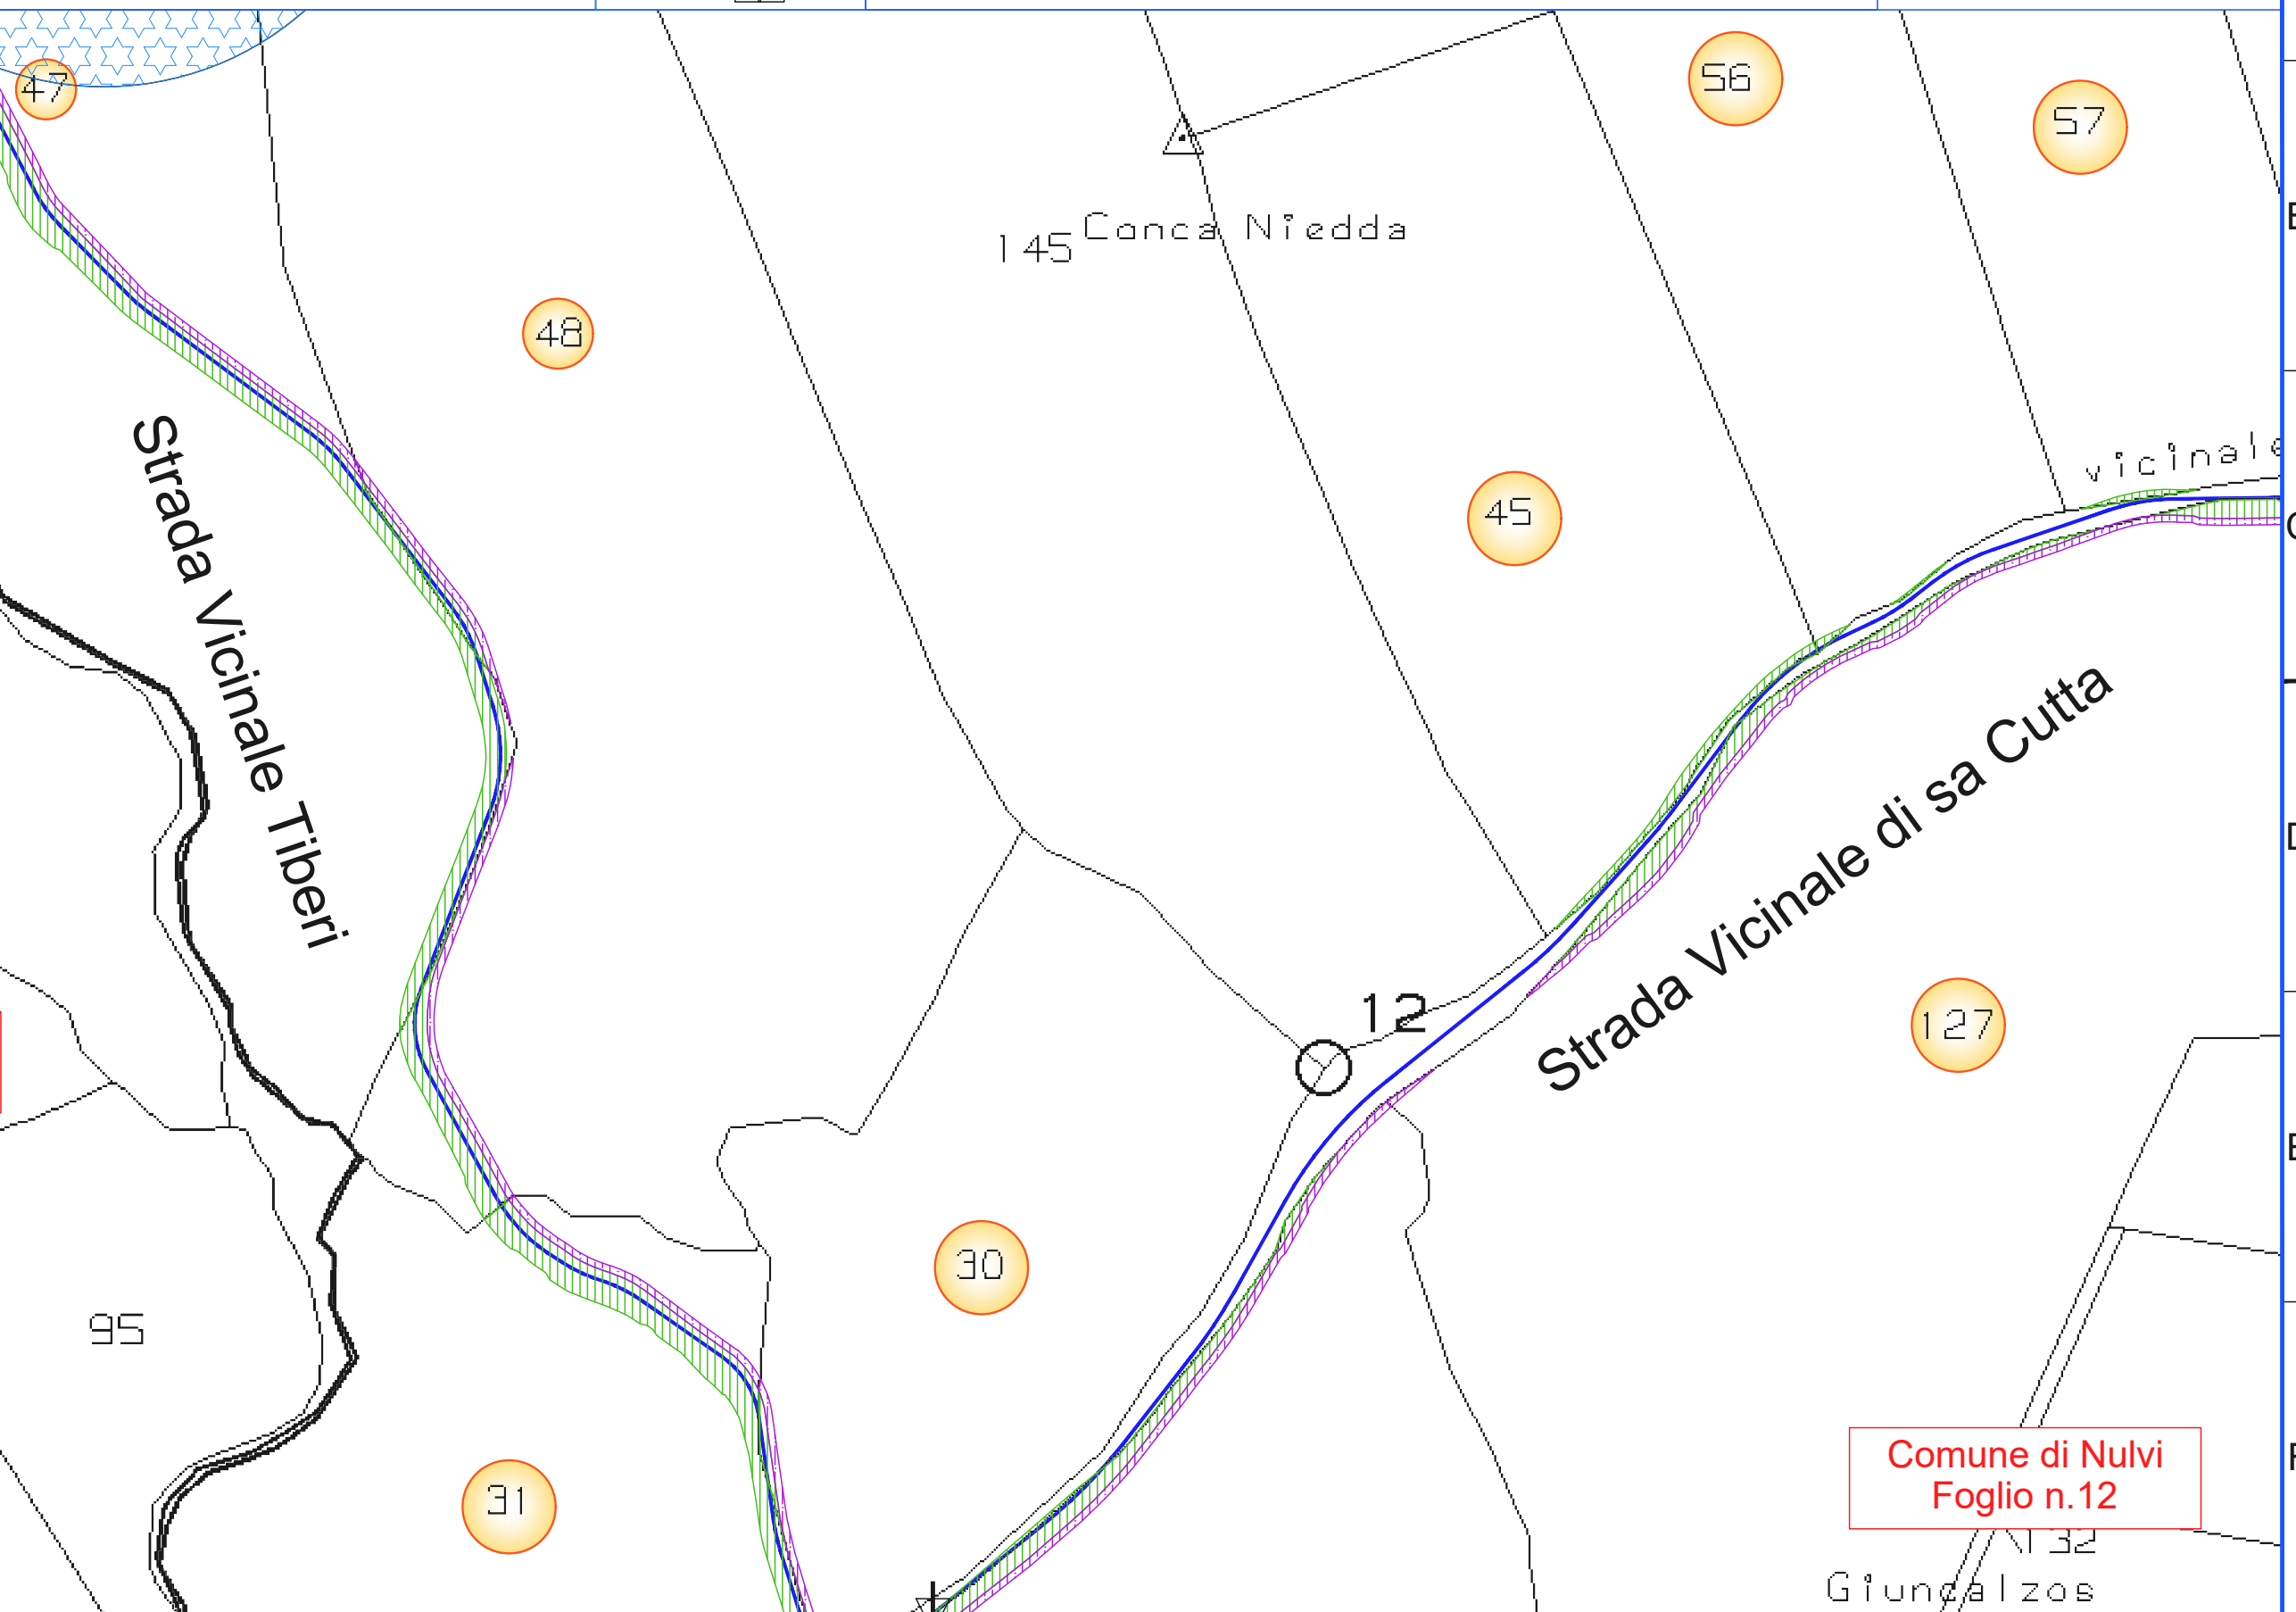 47
56
57
Conca Niedda
145
48
45
vicinale
Strada Vicinale Tiberi
Strada Vicinale di sa Cutta
12
127
30
95
31
Comune di Nulvi
Foglio n.12
132
Giuncalzos